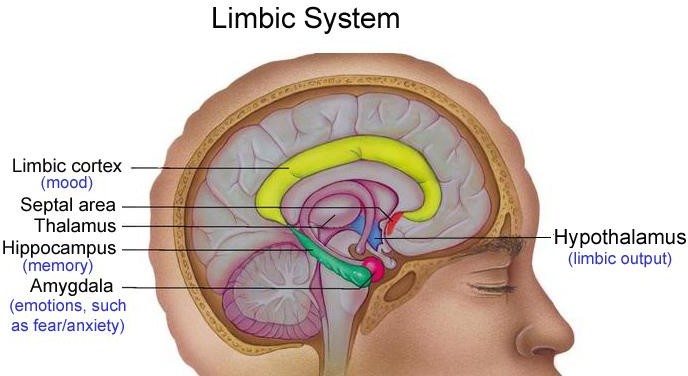 Limbic System
Limbic cortex
(mood)
Septal area
Thalamus
Hippocampus
(memory)
Amygdala
(emotions, such
as fear/anxiety)
Hypothalamus
(limbic output)